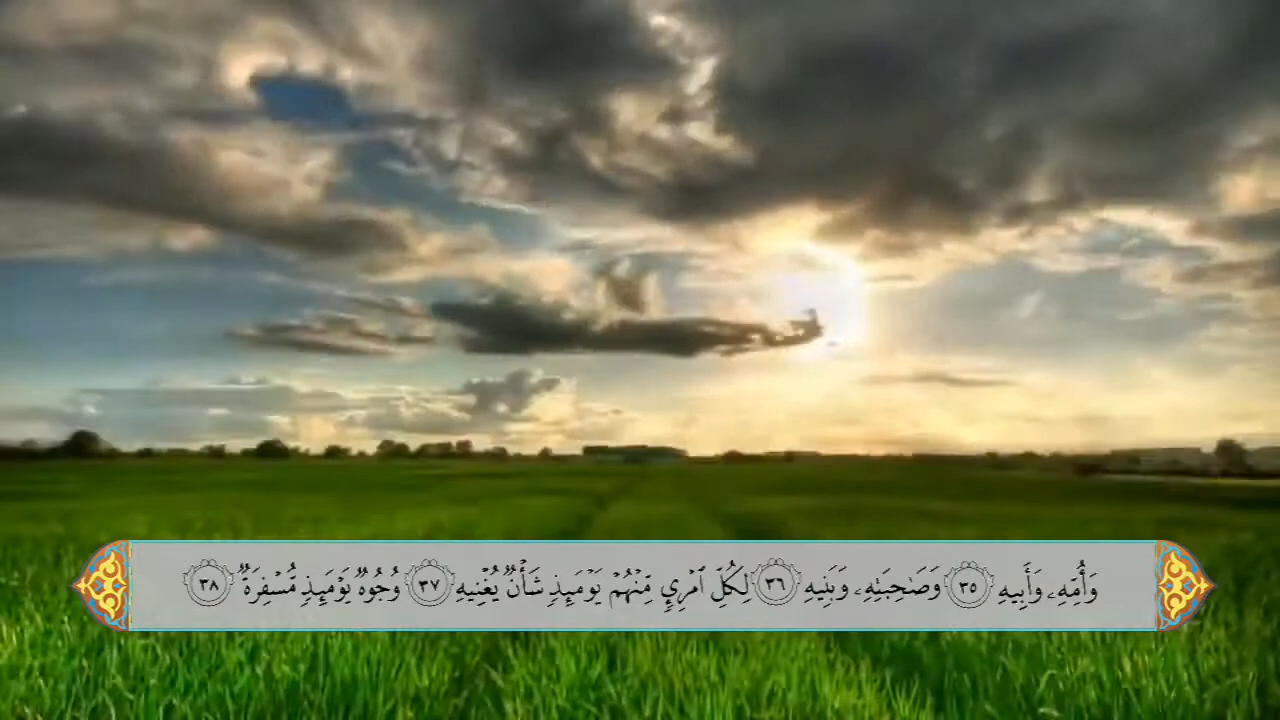 وَأُمِّهِۦ وَأَبِيهِ ٣٥ وَصَٰحِبَتِهِۦ وَبَنِيهِ ٣٦ لِكُلِّ ٱمۡرِيٕٖ مِّنۡهُمۡ يَوۡمَئِذٖ شَأۡنٞ يُغۡنِيهِ ٣٧ وُجُوهٞ يَوۡمَئِذٖ مُّسۡفِرَةٞ ٣٨